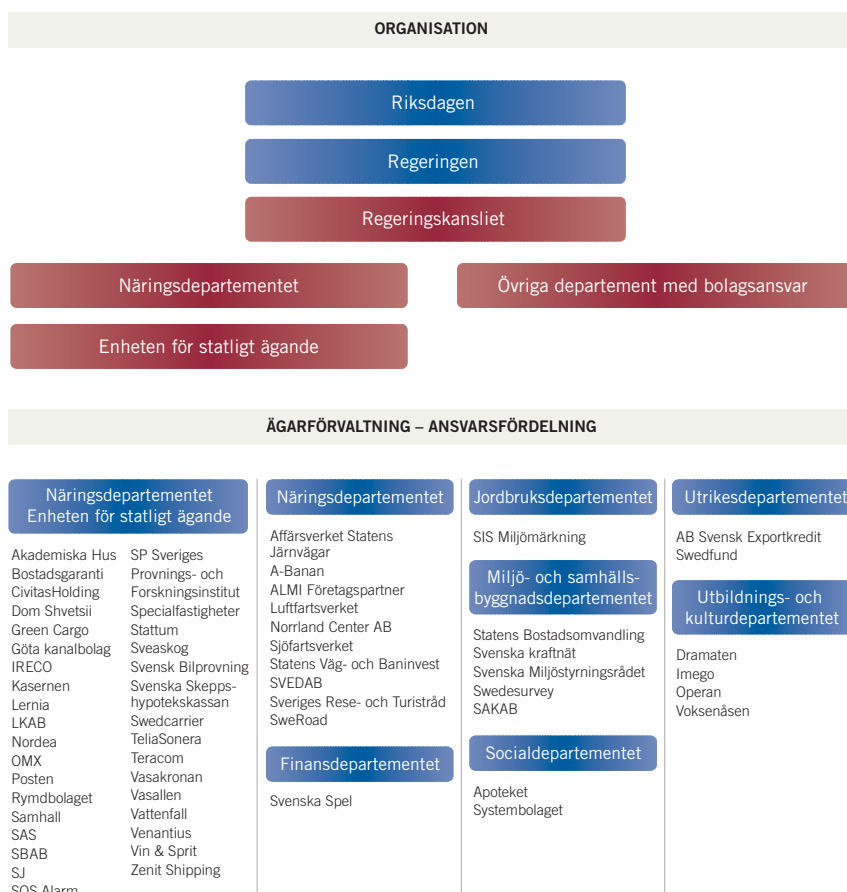 ORGANISATION
Riksdagen
Regeringen
Regeringskansliet
Näringsdepartementet
Övriga departement med bolagsansvar
Enheten för statligt ägande
ÄGARFÖRVALTNING – ANSVARSFÖRDELNING
Näringsdepartementet
Enheten för statligt ägande
Akademiska Hus
Bostadsgaranti
CivitasHolding
Dom Shvetsii
Green Cargo
Göta kanalbolag
IRECO
Kasernen
Lernia
LKAB
Nordea
OMX
Posten
Rymdbolaget
Samhall
SAS
SBAB
SJ
SOS Alarm
SP Sveriges
Provnings- och
Forskningsinstitut
Specialfastigheter
Stattum
Sveaskog
Svensk Bilprovning
Svenska Skepps-
hypotekskassan
Swedcarrier
TeliaSonera
Teracom
Vasakronan
Vasallen
Vattenfall
Venantius
Vin & Sprit
Zenit Shipping
Näringsdepartementet
Affärsverket Statens
Järnvägar
A-Banan
ALMI Företagspartner
Luftfartsverket
Norrland Center AB
Sjöfartsverket
Statens Väg- och Baninvest
SVEDAB
Sveriges Rese- och Turistråd
SweRoad
Finansdepartementet
Svenska Spel
Jordbruksdepartementet
SIS Miljömärkning
Miljö- och samhälls-
byggnadsdepartementet
Statens Bostadsomvandling
Svenska kraftnät
Svenska Miljöstyrningsrådet
Swedesurvey
SAKAB
Socialdepartementet
Apoteket
Systembolaget
Utrikesdepartementet
AB Svensk Exportkredit
Swedfund
Utbildnings- och
kulturdepartementet
Dramaten
Imego
Operan
Voksenåsen